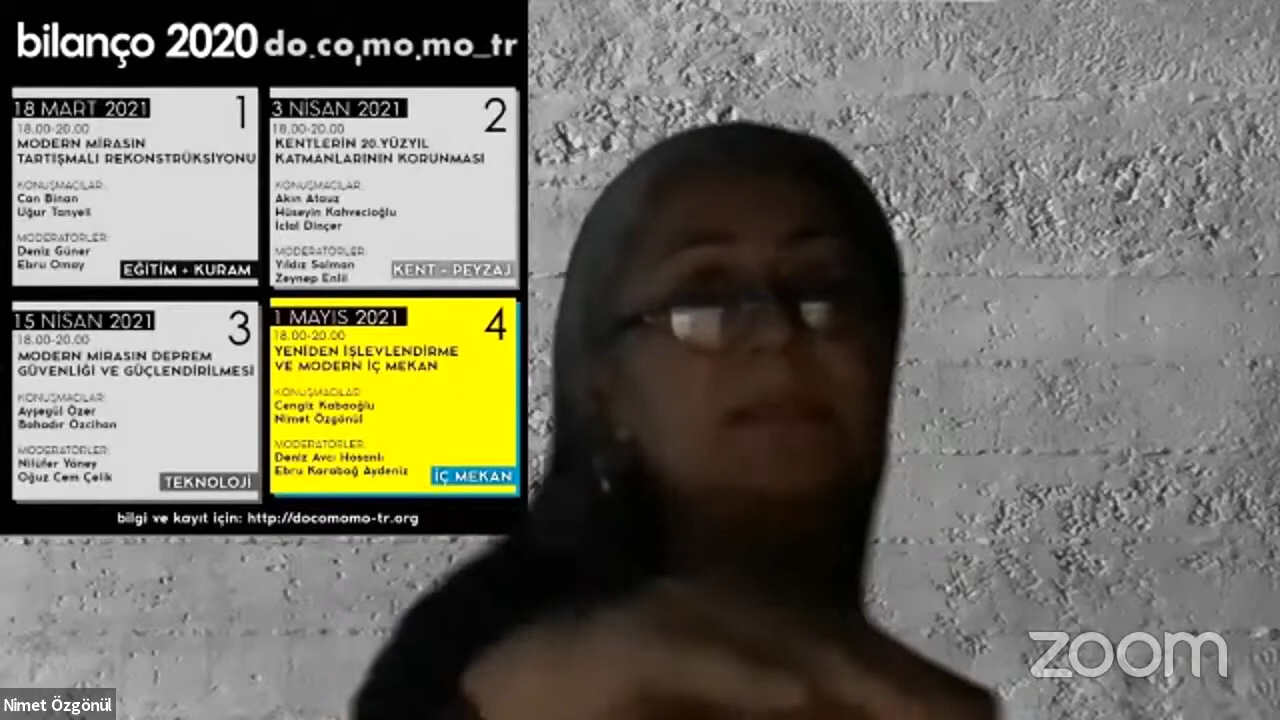 bilanço 2020 do.co,mo.mo_tr
18 MART 2021
1
18.00-20.00
MODERN MİRASIN
TARTIŞMALI REKONSTRÜKSİYONU
KONUŞMACILAR:
Can Binan
Uğur Tanyeli
MODERATÖRLER:
Deniz Güner
Ebru Omay
EĞİTİM + KURAM
3 NİSAN 2021
2
18.00-20.00
KENTLERİN 20.YÜZYIL
KATMANLARININ KORUNMASI
KONUŞMACILAR:
Akın Atauz
Hüseyin Kahvecioğlu
İclal Dinçer
MODERATÖRLER:
Yıldız Salman
Zeynep Enlil
KENT - PEYZAJ
15 NİSAN 2021
3
18.00-20.00
MODERN MİRASIN DEPREM
GÜVENLİĞİ VE GÜÇLENDİRİLMESİ
KONUŞMACILAR:
Ayşegül Özer
Bahadır Özcihan
MODERATÖRLER:
Nilüfer Yöney
Oğuz Cem Çelik
TEKNOLOJİ
1 MAYIS 2021
4
18.00-20.00
YENİDEN İŞLEVLENDİRME
VE MODERN İÇ MEKAN
KONUŞMACILAR:
Cengiz Kabaoğlu
Nimet Özgönül
MODERATÖRLER:
Deniz Avcı Hosanlı
Ebru Karabağ Aydeniz
İÇ MEKAN
bilgi ve kayıt için: http://docomomo-tr.org
zoom
Nimet Özgönül